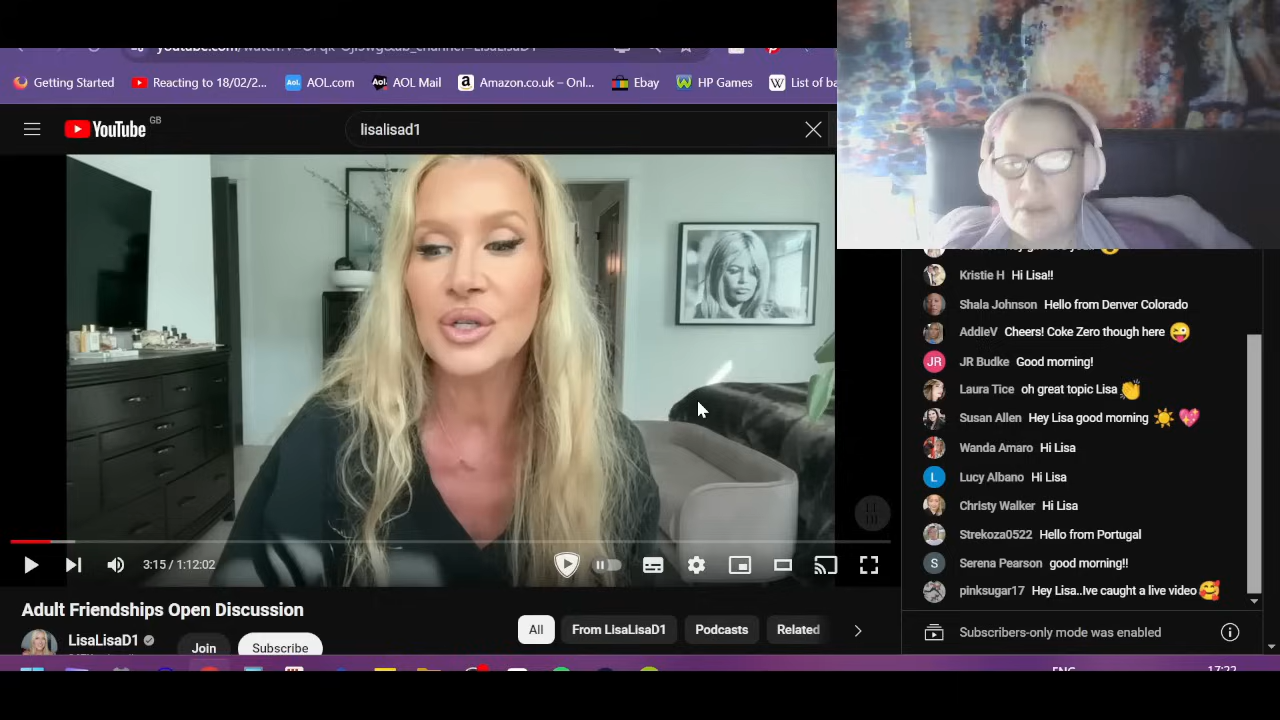 Getting Started
Reacting to 18/02/2...
AOL.com
AOL Mail
Amazon.co.uk – Onl...
Ebay
HP Games
List of ba
YouTube GB
lisalisad1
Kristie H Hi Lisa!!
Shala Johnson Hello from Denver Colorado
AddieV Cheers! Coke Zero though here
JR Budke Good morning!
Laura Tice oh great topic Lisa
Susan Allen Hey Lisa good morning
Wanda Amaro Hi Lisa
Lucy Albano Hi Lisa
Christy Walker Hi Lisa
Strekoza0522 Hello from Portugal
Serena Pearson good morning!!
pinksugar17 Hey Lisa..Ive caught a live video
Subscribers-only mode was enabled
3:15 / 1:12:02
Adult Friendships Open Discussion
LisaLisaD1
Join
Subscribe
All
From LisaLisaD1
Podcasts
Related
ENG
17:22